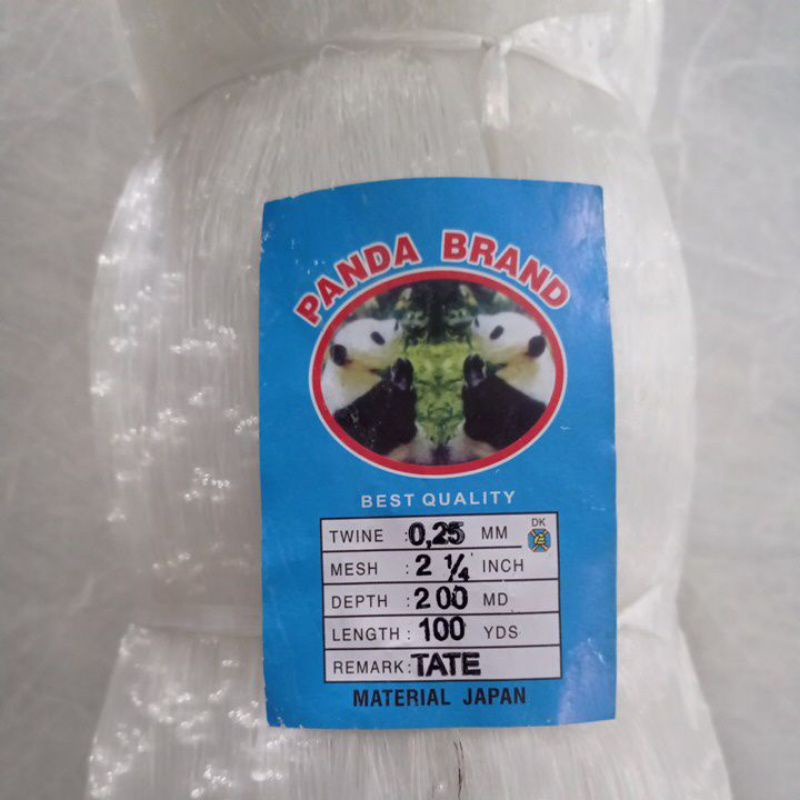 PANDA BRAND
BEST QUALITY
DK
TWINE : 0,25 MM
MESH : 2 1/4 INCH
DEPTH : 200 MD
LENGTH : 100 YDS
REMARK : TATE
MATERIAL JAPAN